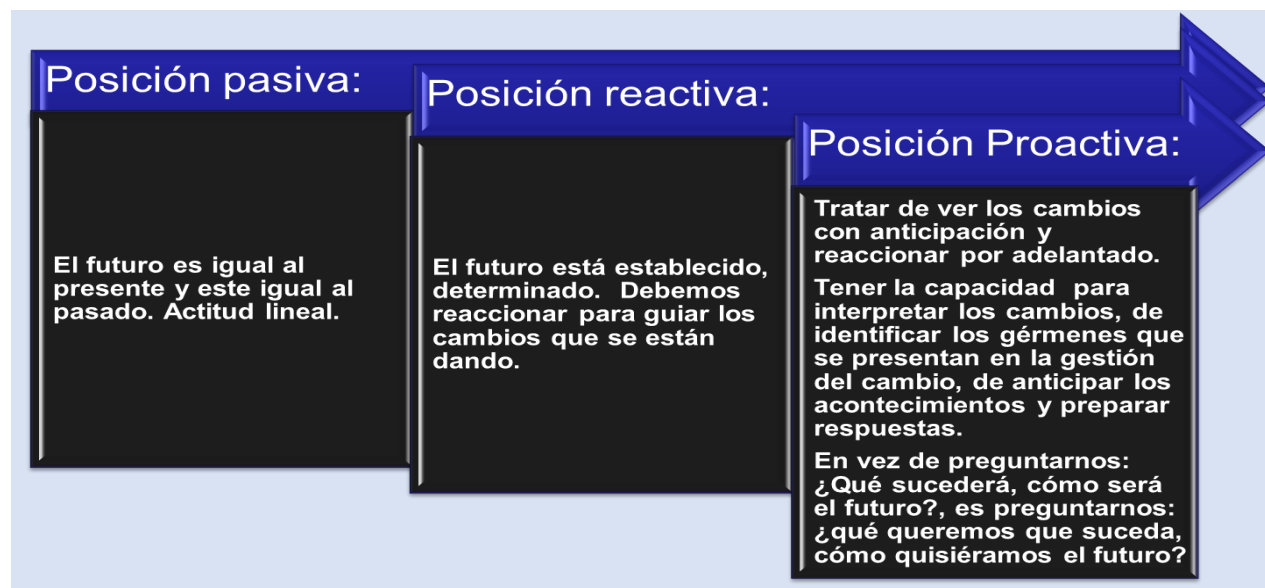 Posición pasiva:
El futuro es igual al
presente y este igual al
pasado. Actitud lineal.
Posición reactiva:
El futuro está establecido,
determinado.  Debemos
reaccionar para guiar los
cambios que se están
dando.
Posición Proactiva:
Tratar de ver los cambios
con anticipación y
reaccionar por adelantado.
Tener la capacidad  para
interpretar los cambios, de
identificar los gérmenes que
se presentan en la gestión
del cambio, de anticipar los
acontecimientos y preparar
respuestas.
En vez de preguntarnos:
¿Qué sucederá, cómo será
el futuro?, es preguntarnos:
¿qué queremos que suceda,
cómo quisiéramos el futuro?